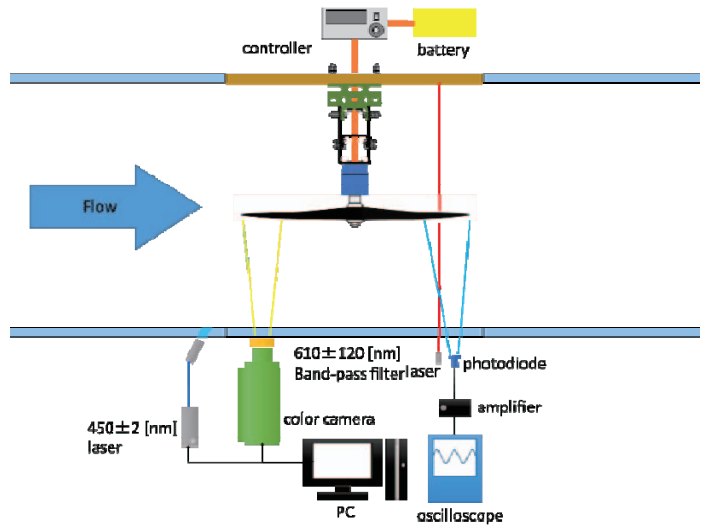 controller
battery
Flow
610±120 [nm]
Band-pass filter
laser
photodiode
amplifier
450±2 [nm]
laser
color camera
PC
oscilloscope